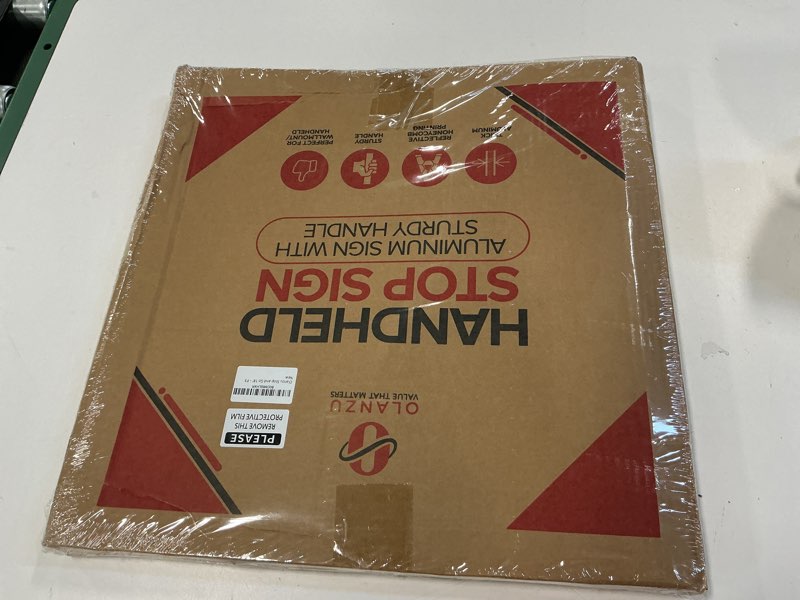 OLANZU
VALUE THAT MATTERS
HANDHELD
STOP SIGN
ALUMINUM SIGN WITH
STURDY HANDLE
ALUMINUM
REFLECTIVE
HONEYCOMB
PRINTING
STURDY
HANDLE
PERFECT FOR
WALLMOUNT/
HANDHELD
PLEASE
REMOVE THIS
PROTECTIVE FILM
New